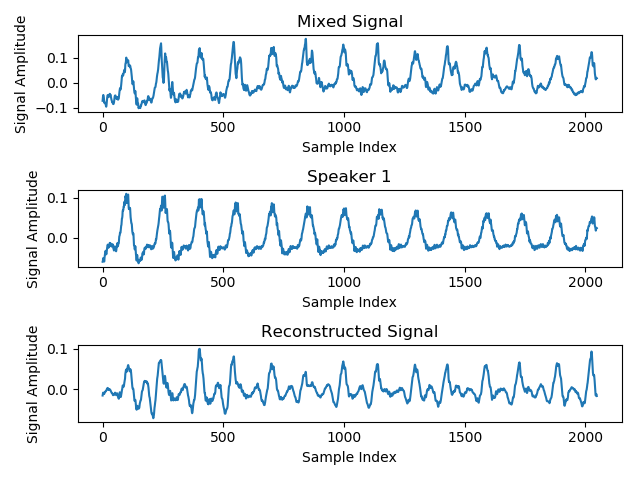 Mixed Signal
Signal Amplitude
0.1
0.0
−0.1
0 500 1000 1500 2000
Sample Index
Speaker 1
Signal Amplitude
0.1
0.0
0 500 1000 1500 2000
Sample Index
Reconstructed Signal
Signal Amplitude
0.1
0.0
0 500 1000 1500 2000
Sample Index